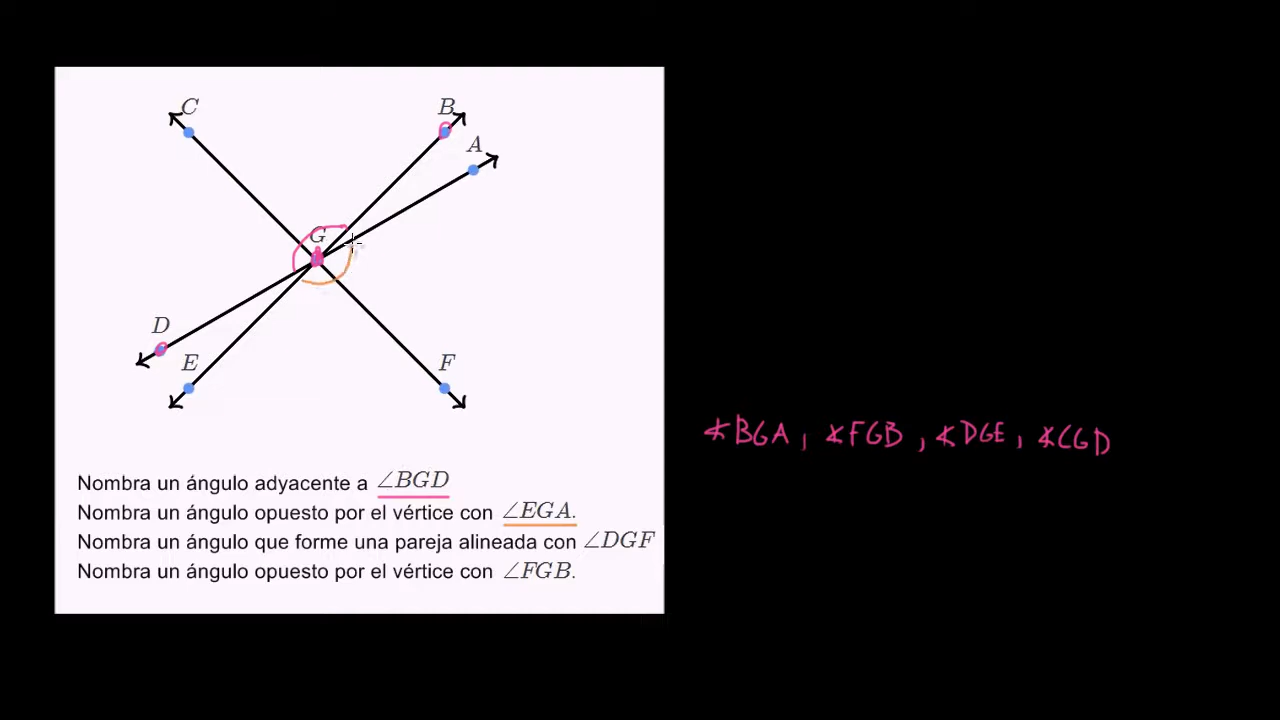 C
B
A
G
D
E
F
∡BGA, ∡FGB, ∡DGE, ∡CGD
Nombra un ángulo adyacente a ∠BGD
Nombra un ángulo opuesto por el vértice con ∠EGA.
Nombra un ángulo que forme una pareja alineada con ∠DGF
Nombra un ángulo opuesto por el vértice con ∠FGB.